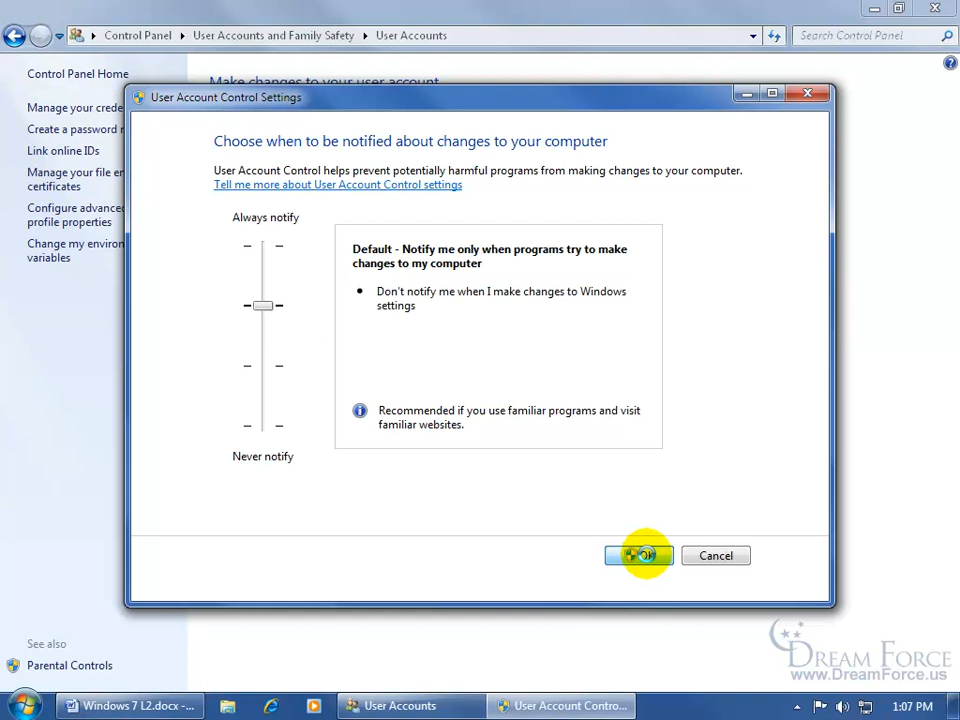 Control Panel
User Accounts and Family Safety
User Accounts
Search Control Panel
Control Panel Home
Make changes to your user account
Manage your crede
Create a password r
Link online IDs
Manage your file en
certificates
Configure advanced
profile properties
Change my environ
variables
User Account Control Settings
Choose when to be notified about changes to your computer
User Account Control helps prevent potentially harmful programs from making changes to your computer.
Tell me more about User Account Control settings
Always notify
Default - Notify me only when programs try to make
changes to my computer
Don't notify me when I make changes to Windows
settings
Recommended if you use familiar programs and visit
familiar websites.
Never notify
OK
Cancel
See also
Parental Controls
DREAM FORCE
www.DreamForce.us
Windows 7 L2.docx -...
User Accounts
User Account Contro...
1:07 PM